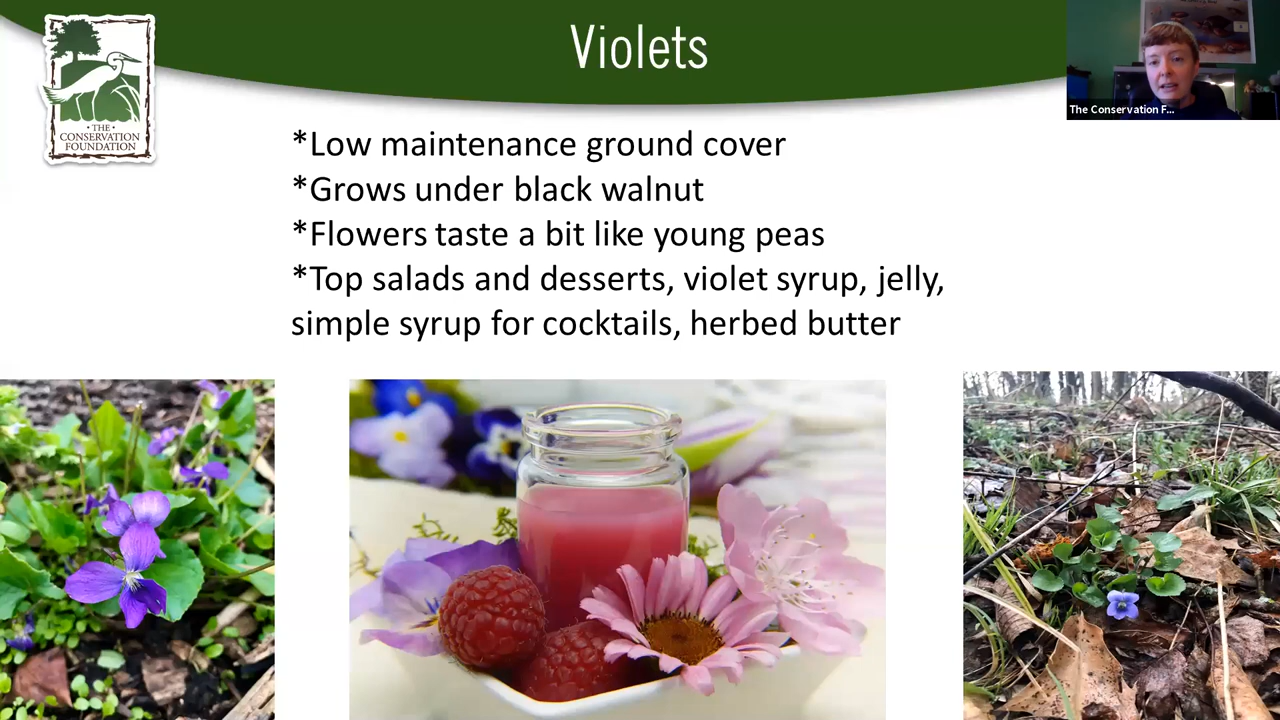 Violets
The Conservation F...
• THE •
CONSERVATION
FOUNDATION
*Low maintenance ground cover
*Grows under black walnut
*Flowers taste a bit like young peas
*Top salads and desserts, violet syrup, jelly,
simple syrup for cocktails, herbed butter